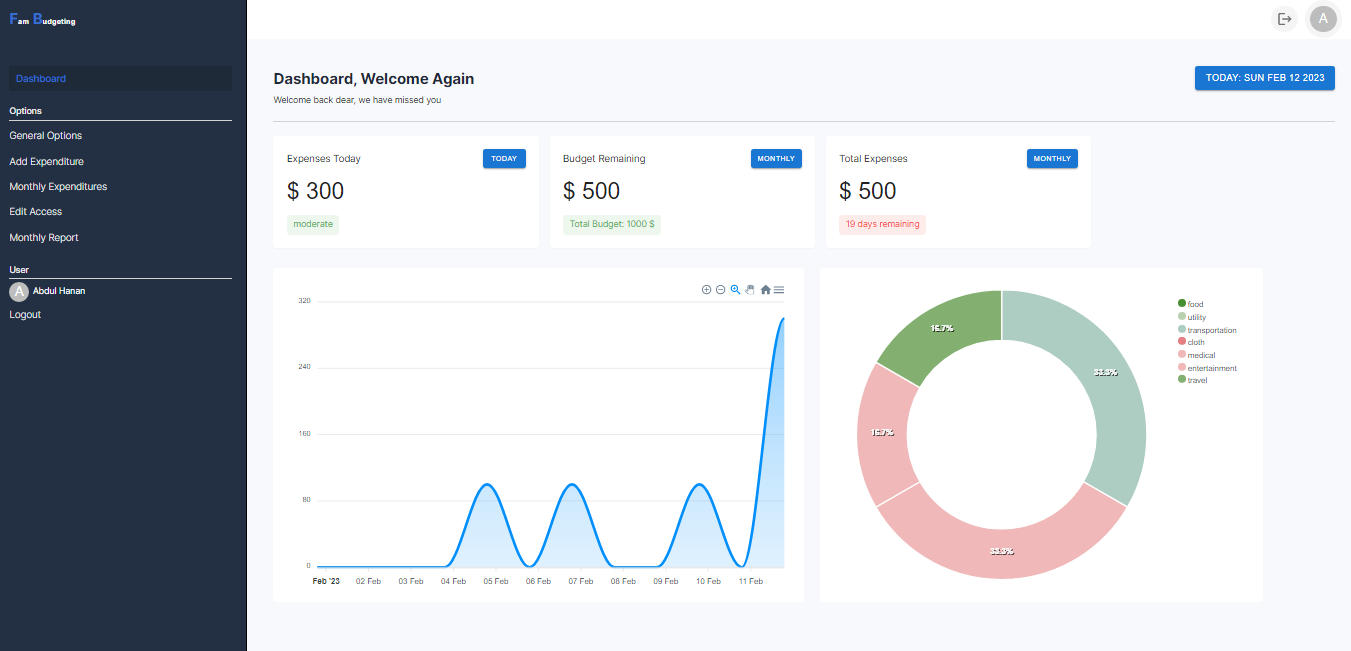 Fam Budgeting
A
Dashboard
Options
General Options
Add Expenditure
Monthly Expenditures
Edit Access
Monthly Report
User
A Abdul Hanan
Logout
Dashboard, Welcome Again
Welcome back dear, we have missed you
TODAY: SUN FEB 12 2023
Expenses Today
TODAY
$ 300
moderate
Budget Remaining
MONTHLY
$ 500
Total Budget: 1000 $
Total Expenses
MONTHLY
$ 500
19 days remaining
320
240
160
80
0
Feb '23 02 Feb 03 Feb 04 Feb 05 Feb 06 Feb 07 Feb 08 Feb 09 Feb 10 Feb 11 Feb
16.7%
33.3%
16.7%
33.3%
food
utility
transportation
cloth
medical
entertainment
travel